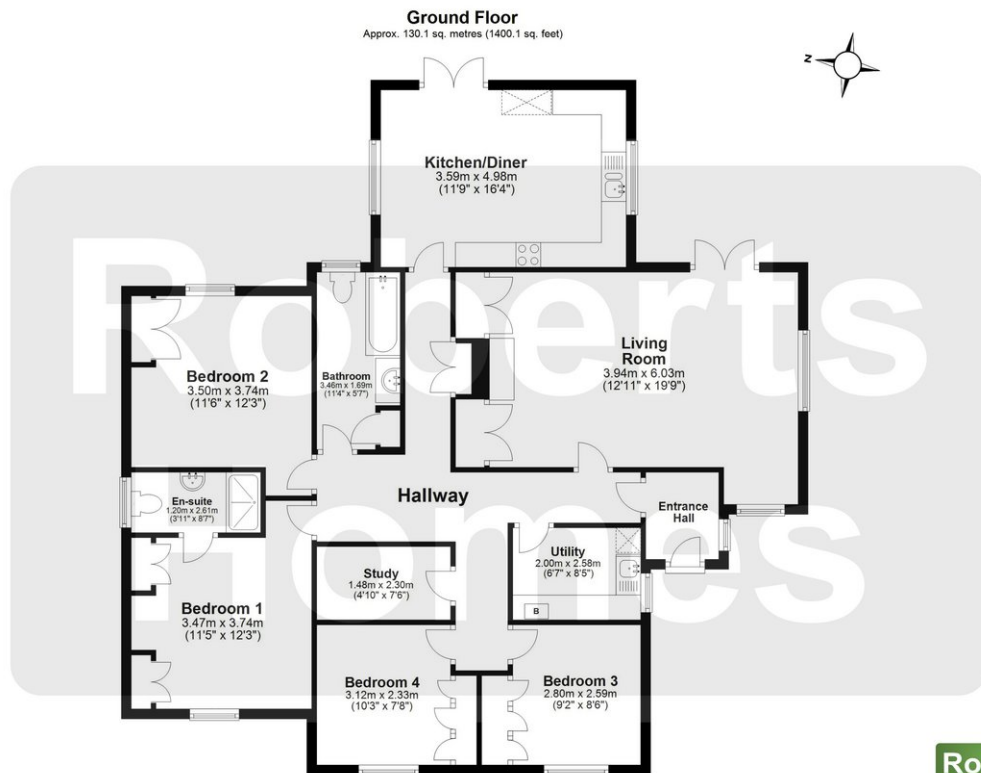 Ground Floor
Approx. 130.1 sq. metres (1400.1 sq. feet)
N
Kitchen/Diner
3.59m x 4.98m
(11'9" x 16'4")
Roberts
Homes
Living
Room
3.94m x 6.03m
(12'11" x 19'9")
Bedroom 2
3.50m x 3.74m
(11'6" x 12'3")
Bathroom
3.46m x 1.69m
(11'4" x 5'7")
Hallway
En-suite
1.20m x 2.61m
(3'11" x 8'7")
Entrance
Hall
Utility
2.00m x 2.58m
(6'7" x 8'5")
B
Study
1.48m x 2.30m
(4'10" x 7'6")
Bedroom 1
3.47m x 3.74m
(11'5" x 12'3")
Bedroom 4
3.12m x 2.33m
(10'3" x 7'8")
Bedroom 3
2.80m x 2.59m
(9'2" x 8'6")
Ro